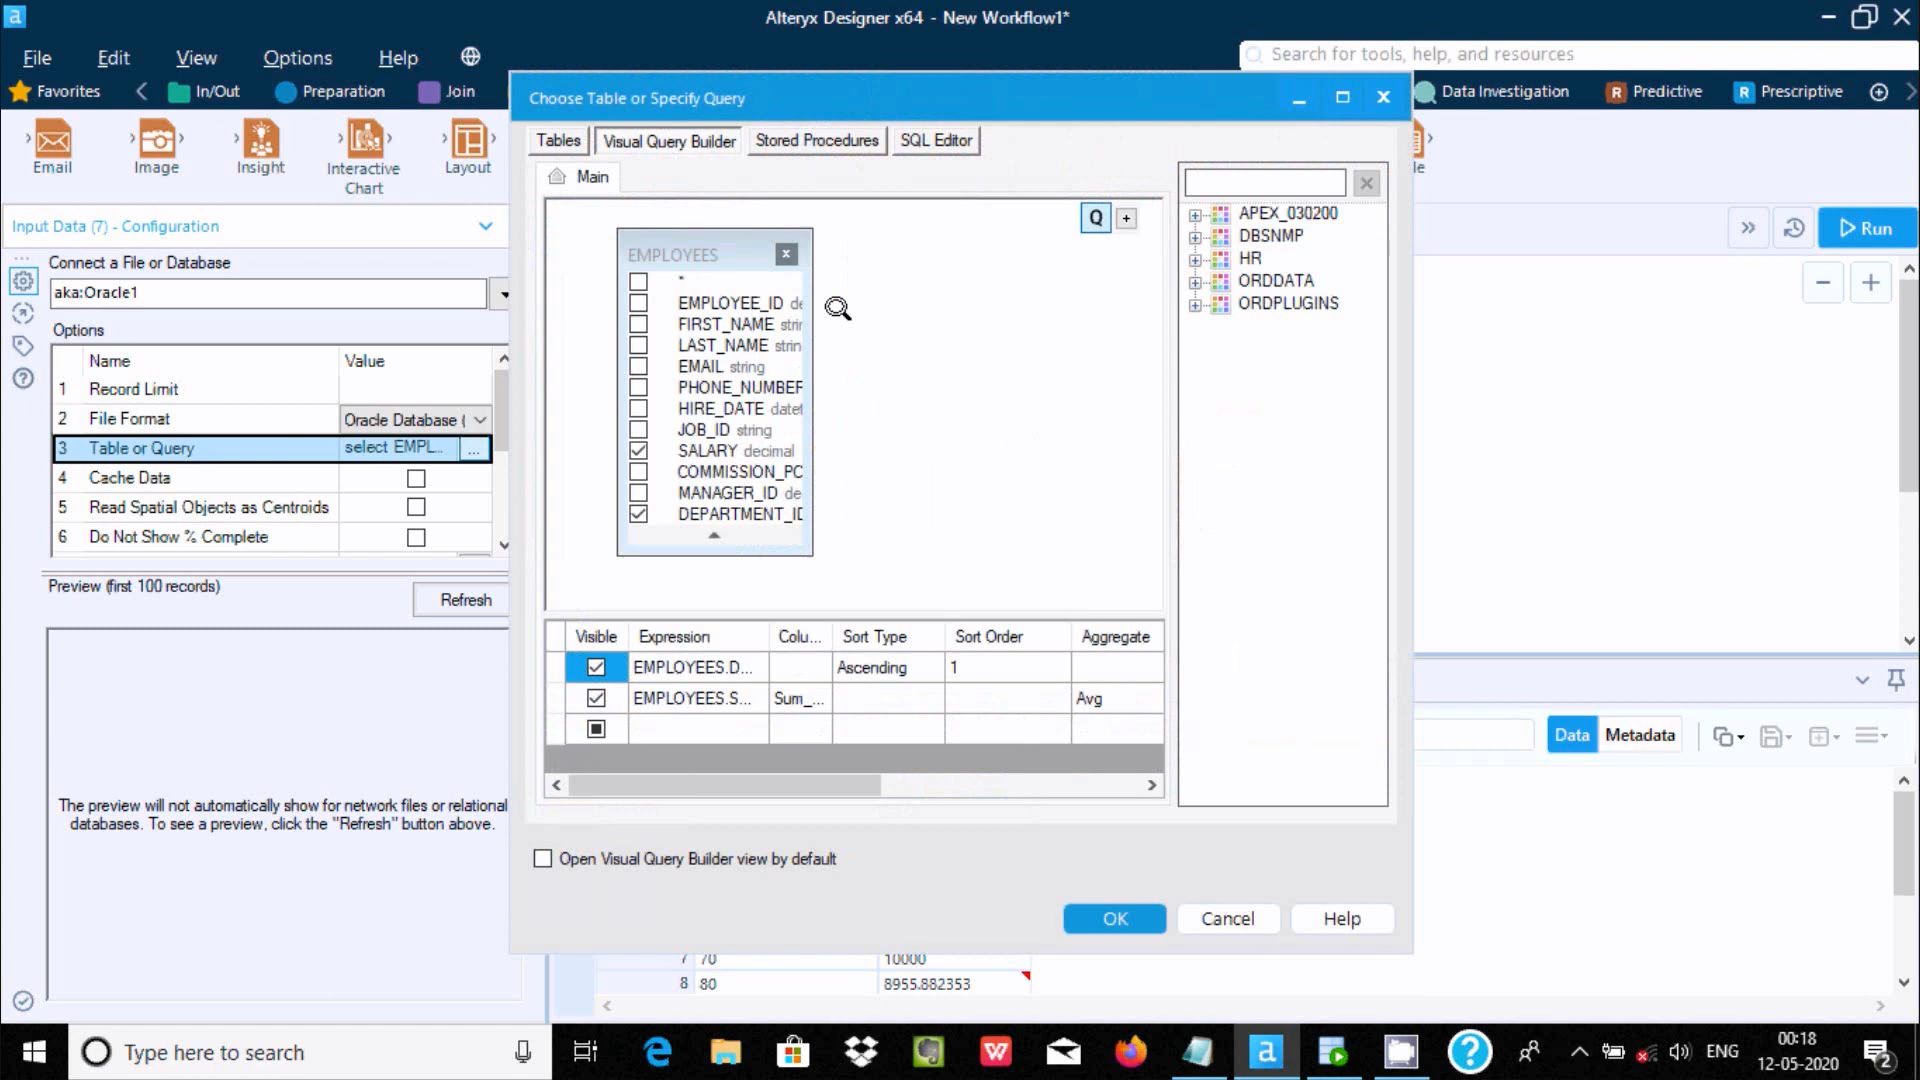 Alteryx Designer x64 - New Workflow1*
File Edit View Options Help
Search for tools, help, and resources
Favorites In/Out Preparation Join Data Investigation Predictive Prescriptive
Email Image Insight Interactive Chart Layout
Input Data (7) - Configuration
Connect a File or Database
aka:Oracle1
Options
Name Value
1 Record Limit
2 File Format Oracle Database (
3 Table or Query select EMPL... ...
4 Cache Data
5 Read Spatial Objects as Centroids
6 Do Not Show % Complete
Preview (first 100 records)
Refresh
The preview will not automatically show for network files or relational
databases. To see a preview, click the "Refresh" button above.
Choose Table or Specify Query
Tables Visual Query Builder Stored Procedures SQL Editor
Main
Q +
EMPLOYEES x
*
EMPLOYEE_ID de
FIRST_NAME strin
LAST_NAME strin
EMAIL string
PHONE_NUMBER
HIRE_DATE datet
JOB_ID string
SALARY decimal
COMMISSION_PC
MANAGER_ID de
DEPARTMENT_ID
APEX_030200
DBSNMP
HR
ORDDATA
ORDPLUGINS
Visible Expression Colu... Sort Type Sort Order Aggregate
EMPLOYEES.D... Ascending 1
EMPLOYEES.S... Sum_... Avg
Open Visual Query Builder view by default
OK Cancel Help
Run
Data Metadata
7 70 10000
8 80 8955.882353
Type here to search
ENG
00:18
12-05-2020
2